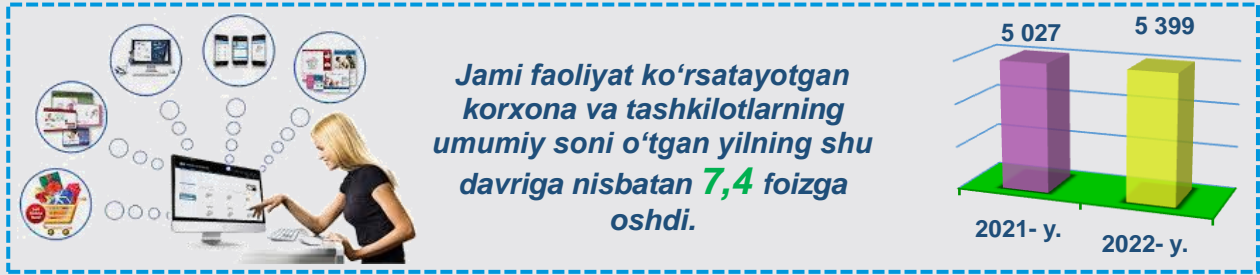 Jami faoliyat ko‘rsatayotgan
korxona va tashkilotlarning
umumiy soni o‘tgan yilning shu
davriga nisbatan 7,4 foizga
oshdi.
5 027
5 399
2021- y.
2022- y.